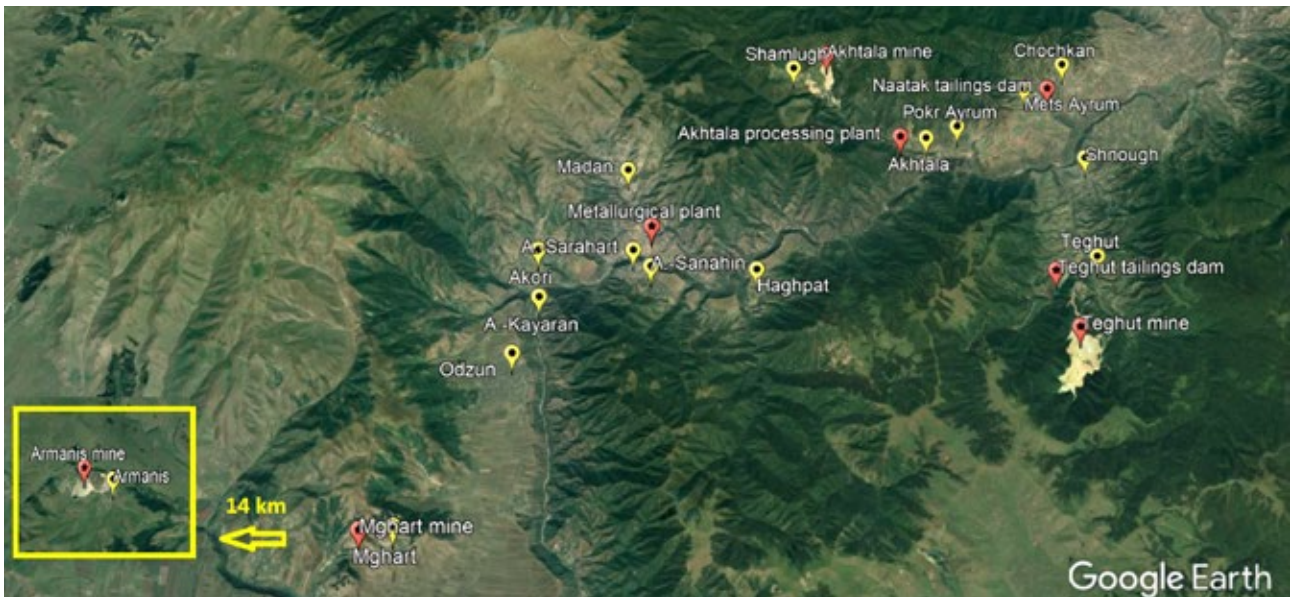 Shamlugh
Akhtala mine
Chochkan
Naatak tailings dam
Mets Ayrum
Pokr Ayrum
Akhtala processing plant
Akhtala
Shnough
Madan
Metallurgical plant
A.-Sarahart
A.-Sanahin
Akori
Haghpat
Teghut
Teghut tailings dam
A.-Kayaran
Teghut mine
Odzun
Armanis mine
Armanis
14 km
Mghart mine
Mghart
Google Earth